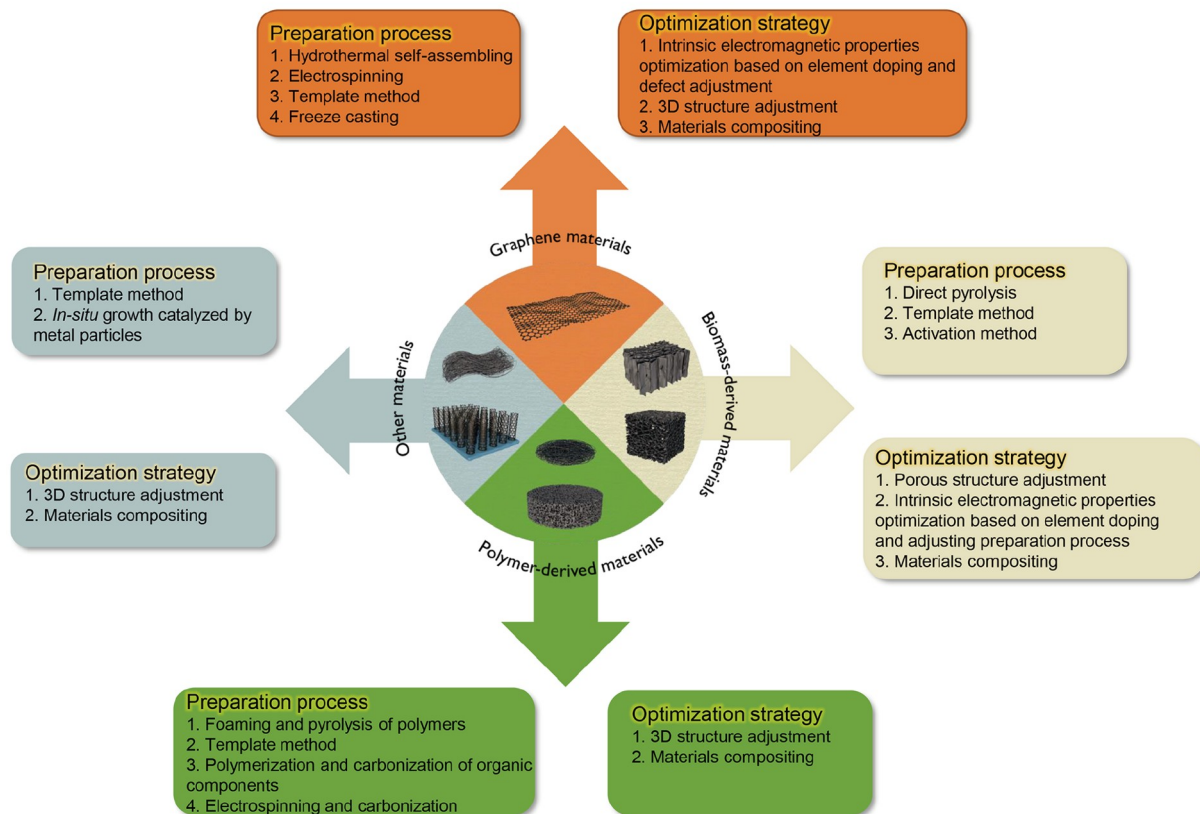 Preparation process
1. Hydrothermal self-assembling
2. Electrospinning
3. Template method
4. Freeze casting
Optimization strategy
1. Intrinsic electromagnetic properties
optimization based on element doping and
defect adjustment
2. 3D structure adjustment
3. Materials compositing
Graphene materials
Preparation process
1. Template method
2. In-situ growth catalyzed by
metal particles
Optimization strategy
1. 3D structure adjustment
2. Materials compositing
Other materials
Biomass-derived materials
Preparation process
1. Direct pyrolysis
2. Template method
3. Activation method
Optimization strategy
1. Porous structure adjustment
2. Intrinsic electromagnetic properties
optimization based on element doping
and adjusting preparation process
3. Materials compositing
Polymer-derived materials
Preparation process
1. Foaming and pyrolysis of polymers
2. Template method
3. Polymerization and carbonization of organic
components
4. Electrospinning and carbonization
Optimization strategy
1. 3D structure adjustment
2. Materials compositing